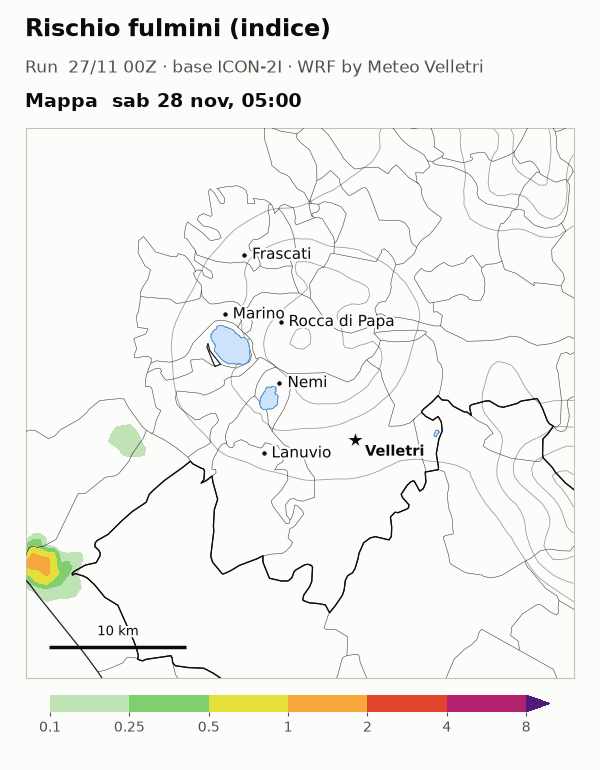 Rischio fulmini (indice)
Run  27/11 00Z · base ICON-2I · WRF by Meteo Velletri
Mappa  sab 28 nov, 05:00
Frascati
Marino
Rocca di Papa
Nemi
Velletri
Lanuvio
10 km
0.1 0.25 0.5 1 2 4 8